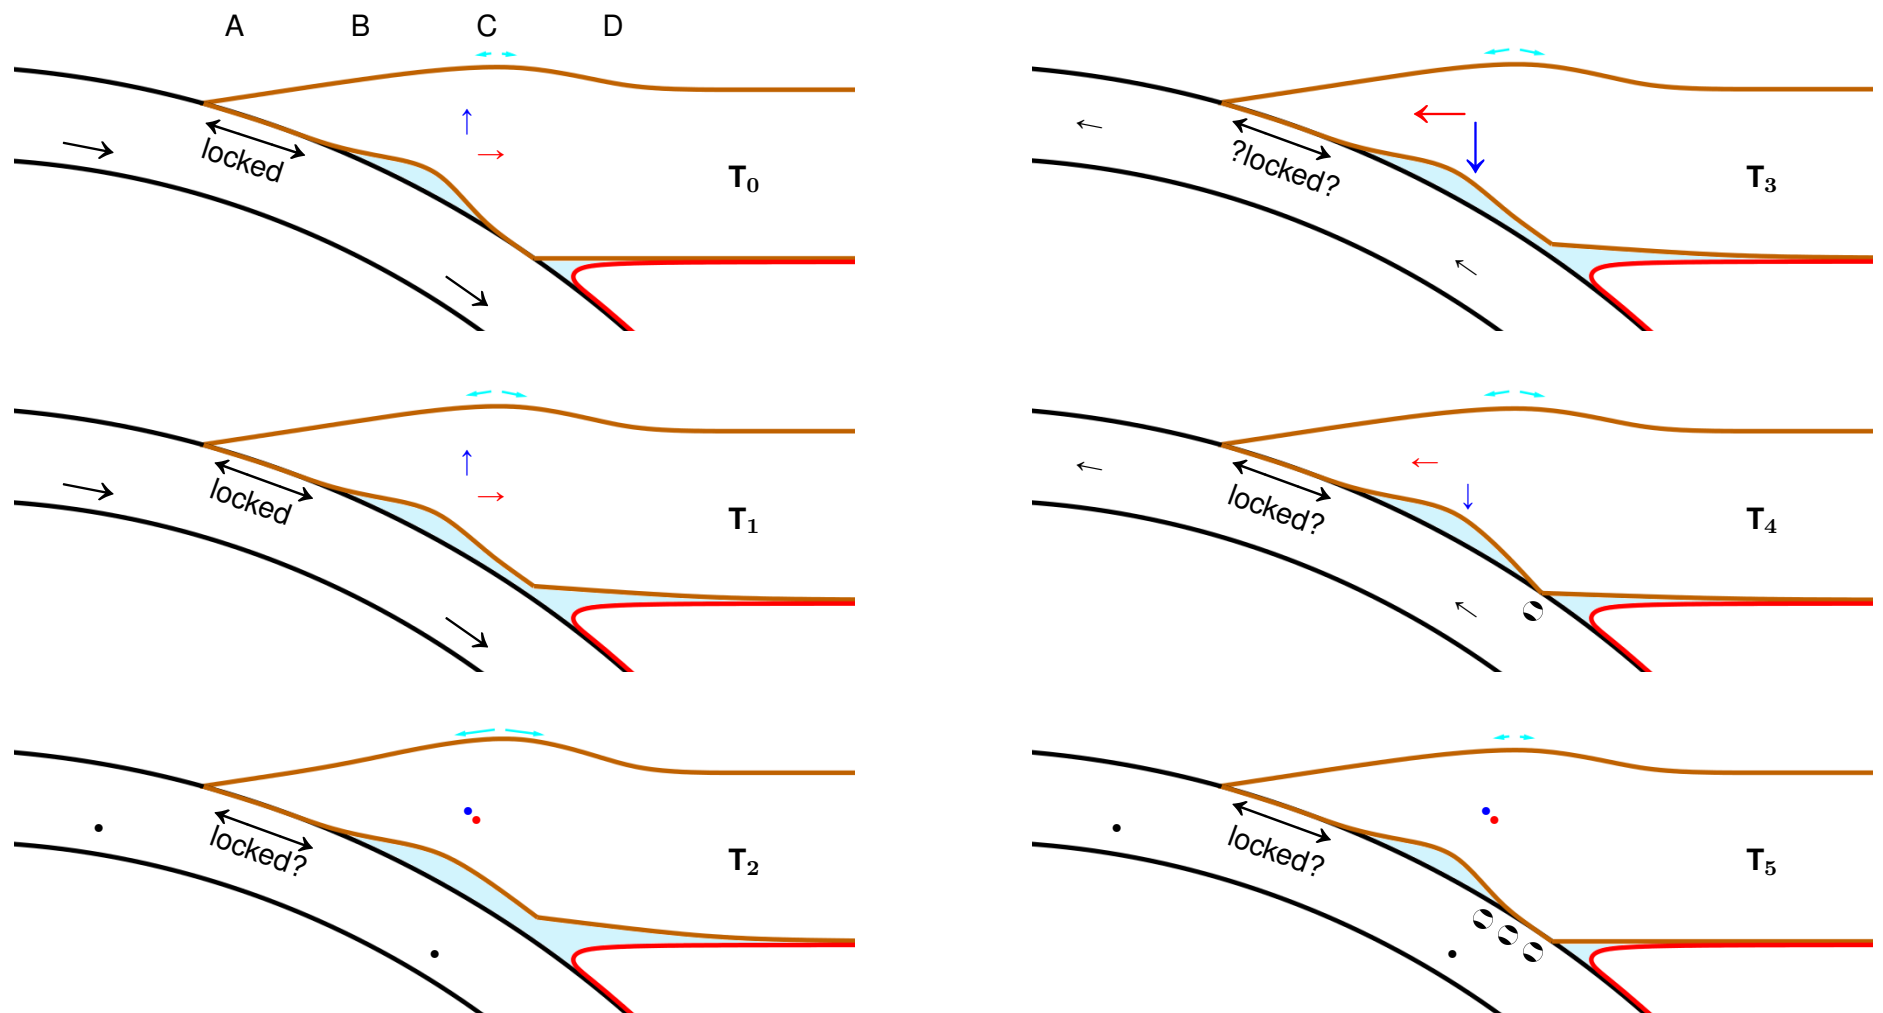 A B C D
locked
T0
locked
T1
locked?
T2
?locked?
T3
locked?
T4
locked?
T5